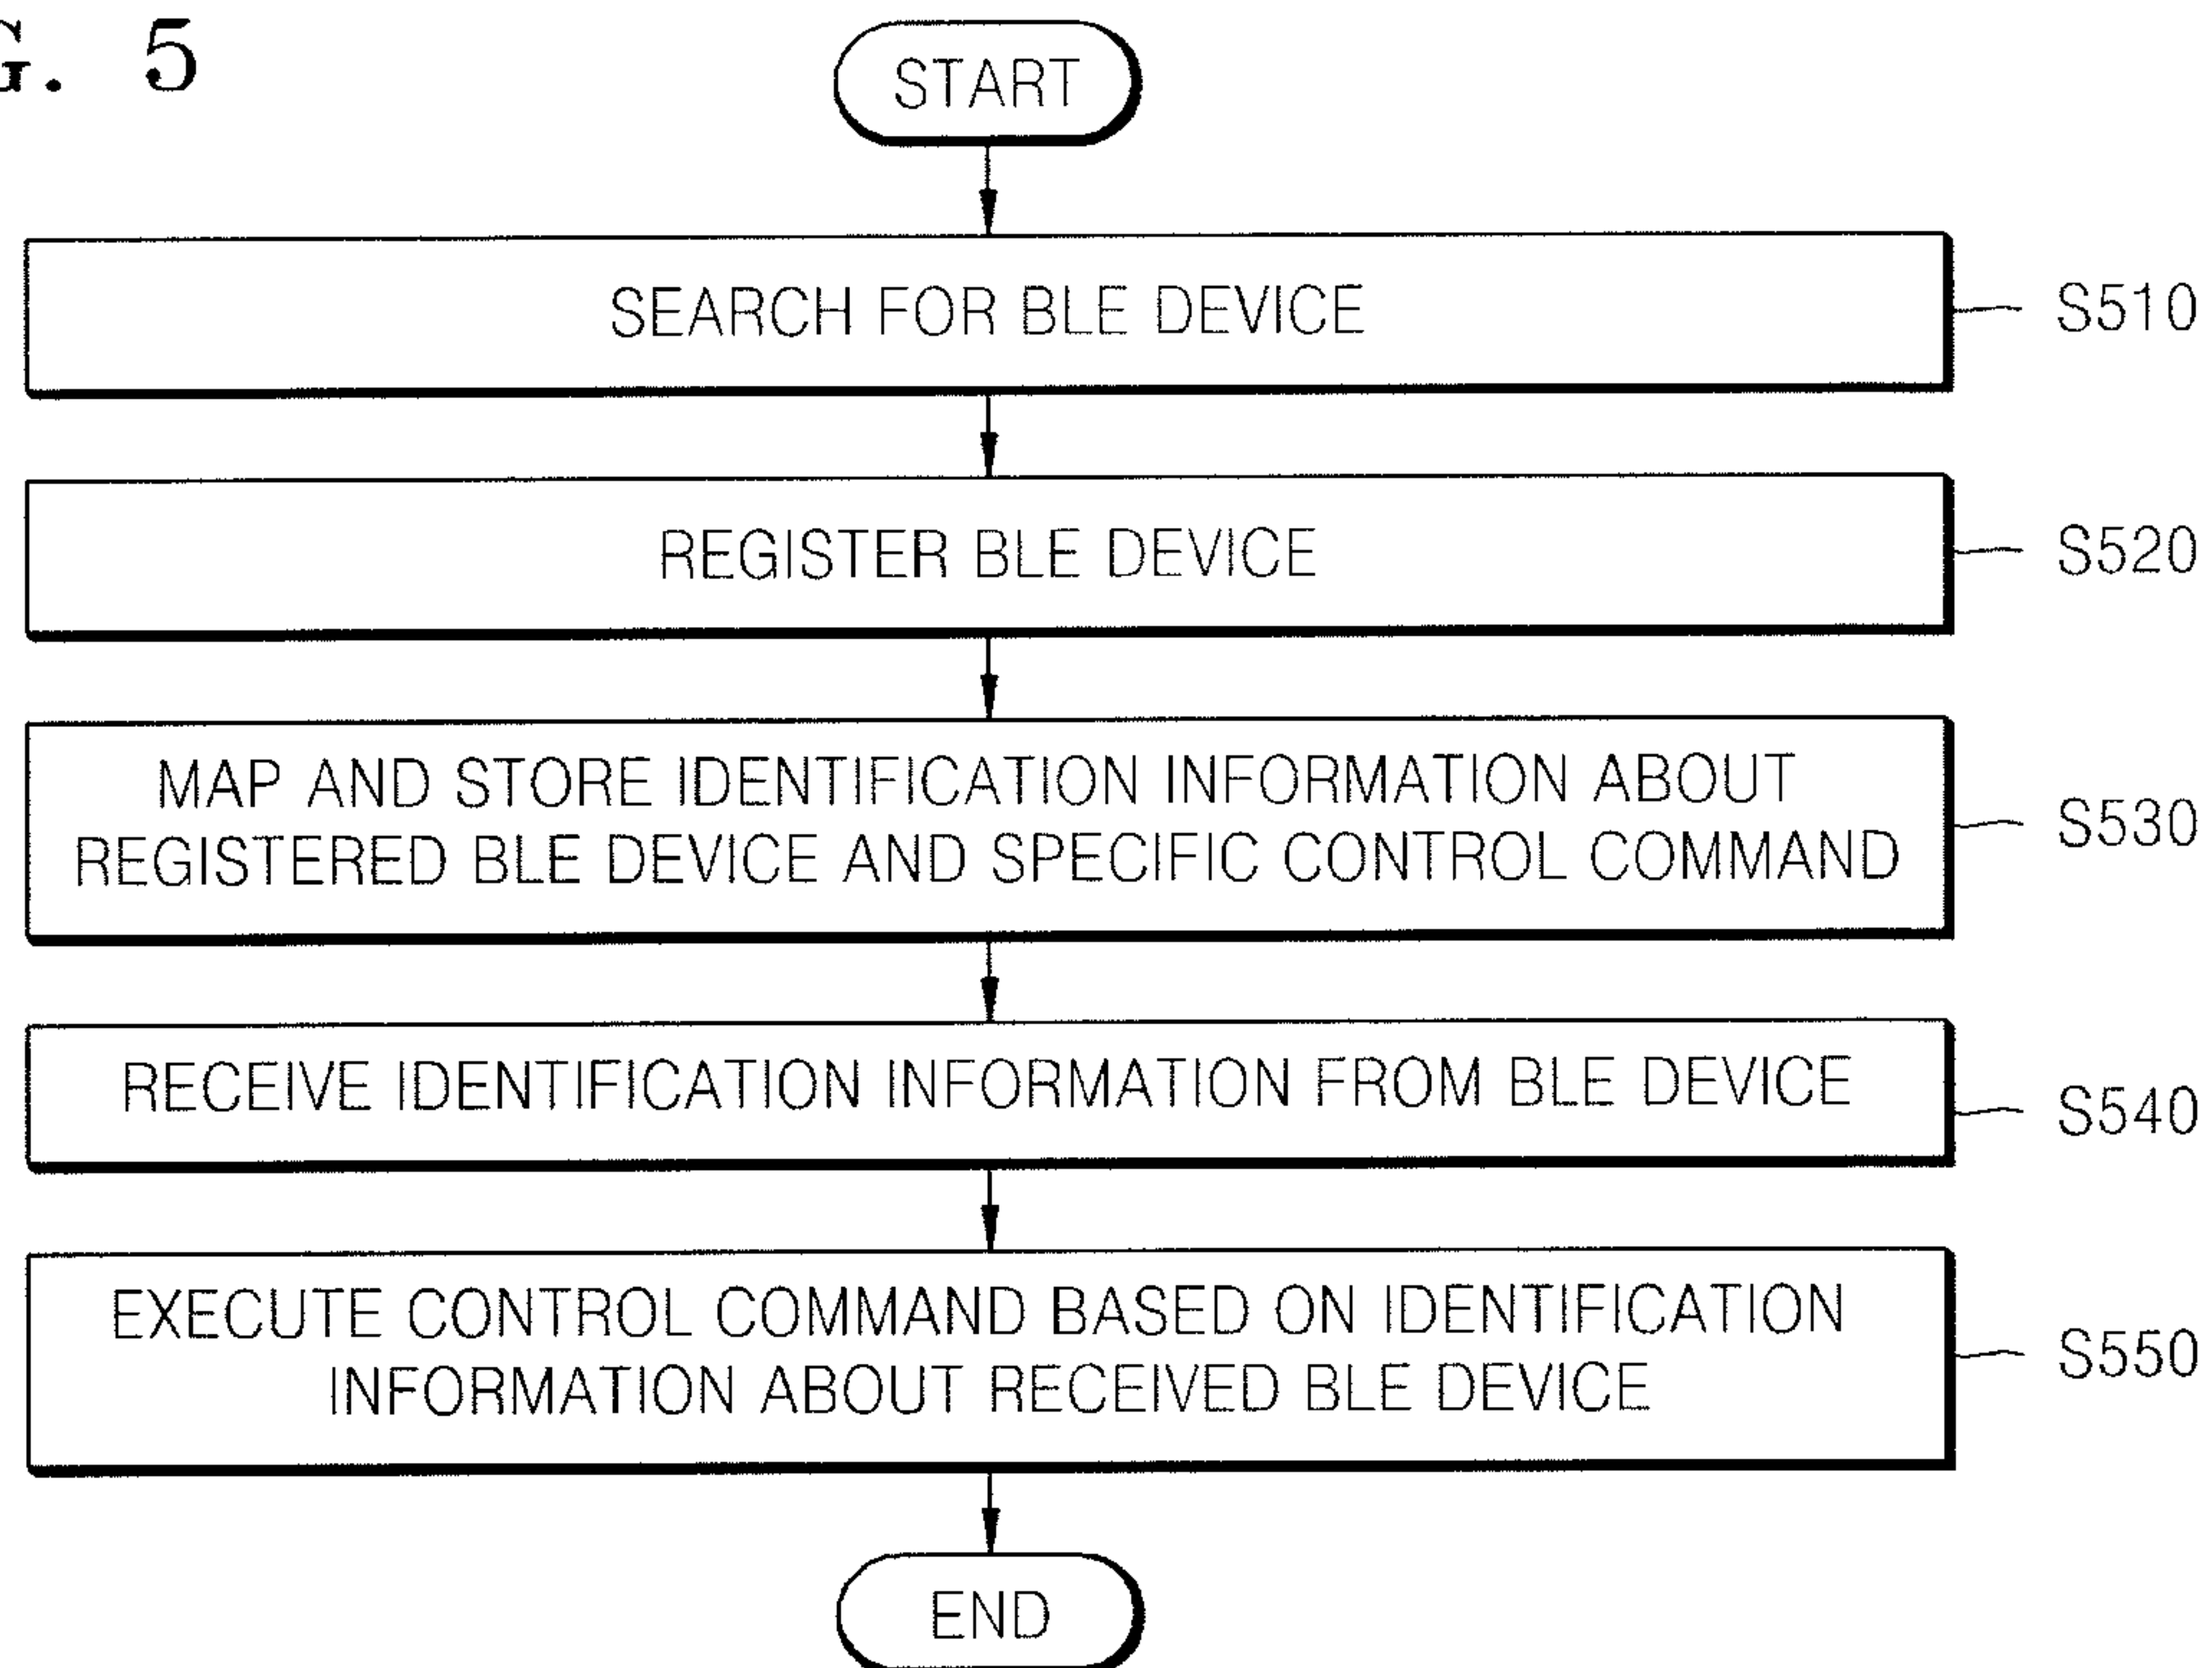 G. 5
START
SEARCH FOR BLE DEVICE
S510
REGISTER BLE DEVICE
S520
MAP AND STORE IDENTIFICATION INFORMATION ABOUT
REGISTERED BLE DEVICE AND SPECIFIC CONTROL COMMAND
S530
RECEIVE IDENTIFICATION INFORMATION FROM BLE DEVICE
S540
EXECUTE CONTROL COMMAND BASED ON IDENTIFICATION
INFORMATION ABOUT RECEIVED BLE DEVICE
S550
END